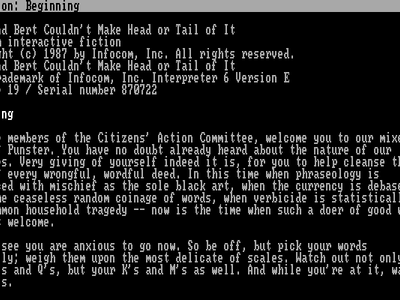 on: Beginning
nd Bert Couldn't Make Head or Tail of It
n interactive fiction
ght (c) 1987 by Infocom, Inc. All rights reserved.
nd Bert Couldn't Make Head or Tail of It
rademark of Infocom, Inc. Interpreter 6 Version E
e 19 / Serial number 870722
ng
e members of the Citizens' Action Committee, welcome you to our mixe
f Punster. You have no doubt already heard about the nature of our
es. Very giving of yourself indeed it is, for you to help cleanse th
f every wrongful, wordful deed. In this time when phraseology is
ced with mischief as the sole black art, when the currency is debase
he ceaseless random coinage of words, when verbicide is statisticall
mmon household tragedy -- now is the time when such a doer of good w
t welcome.
see you are anxious to go now. So be off, but pick your words
ly; weigh them upon the most delicate of scales. Watch out not only
s and Q's, but your K's and M's as well. And while you're at it, wa
s.